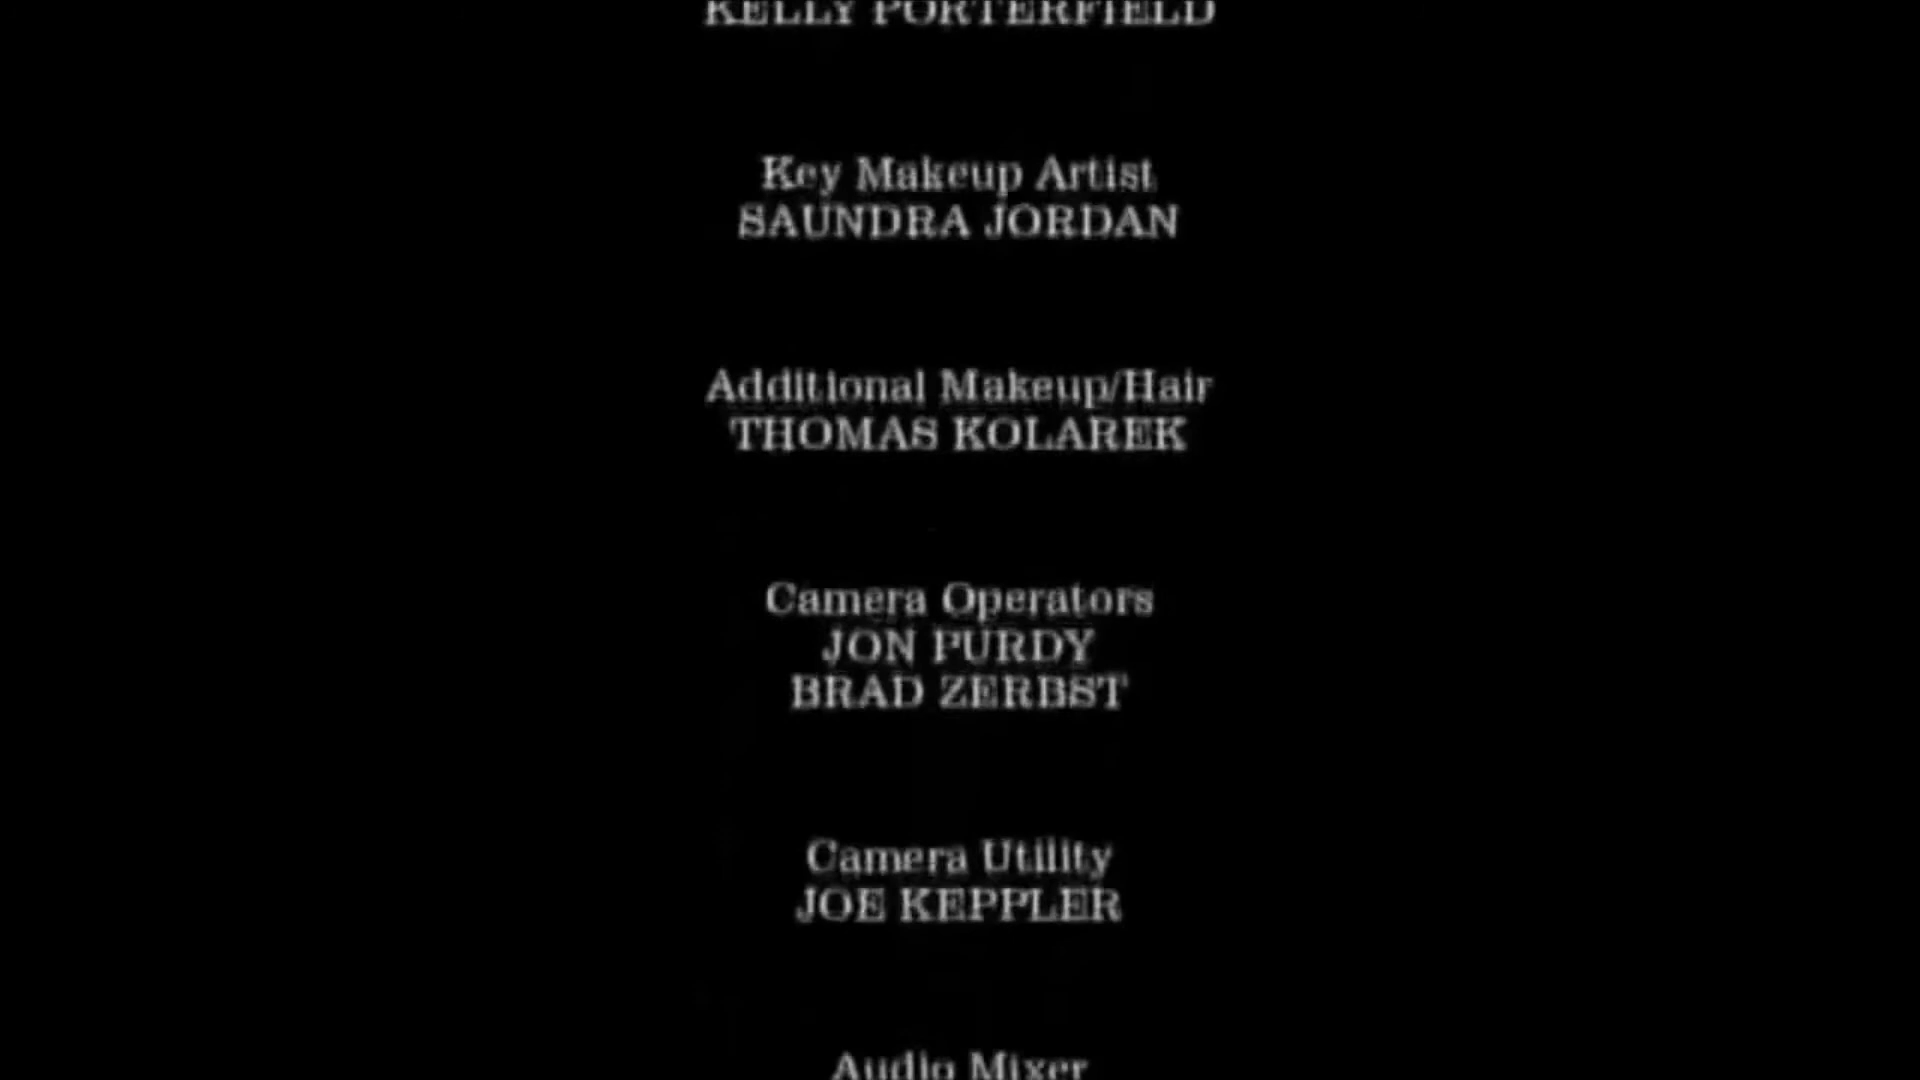 KELLY PORTERFIELD
Key Makeup Artist
SAUNDRA JORDAN
Additional Makeup/Hair
THOMAS KOLAREK
Camera Operators
JON PURDY
BRAD ZERBST
Camera Utility
JOE KEPPLER
Audio Mixer